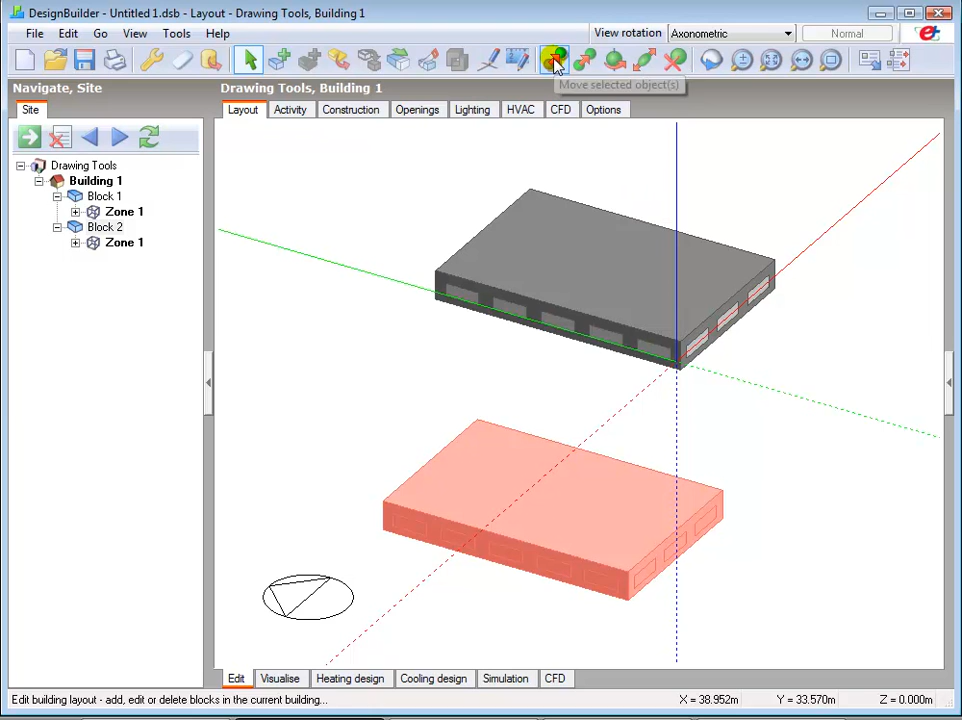 DesignBuilder - Untitled 1.dsb - Layout - Drawing Tools, Building 1
File Edit Go View Tools Help View rotation Axonometric Normal
Move selected object(s)
Navigate, Site
Drawing Tools, Building 1
Site
Layout Activity Construction Openings Lighting HVAC CFD Options
Drawing Tools
Building 1
Block 1
Zone 1
Block 2
Zone 1
Edit Visualise Heating design Cooling design Simulation CFD
Edit building layout - add, edit or delete blocks in the current building... X = 38.952m Y = 33.570m Z = 0.000m